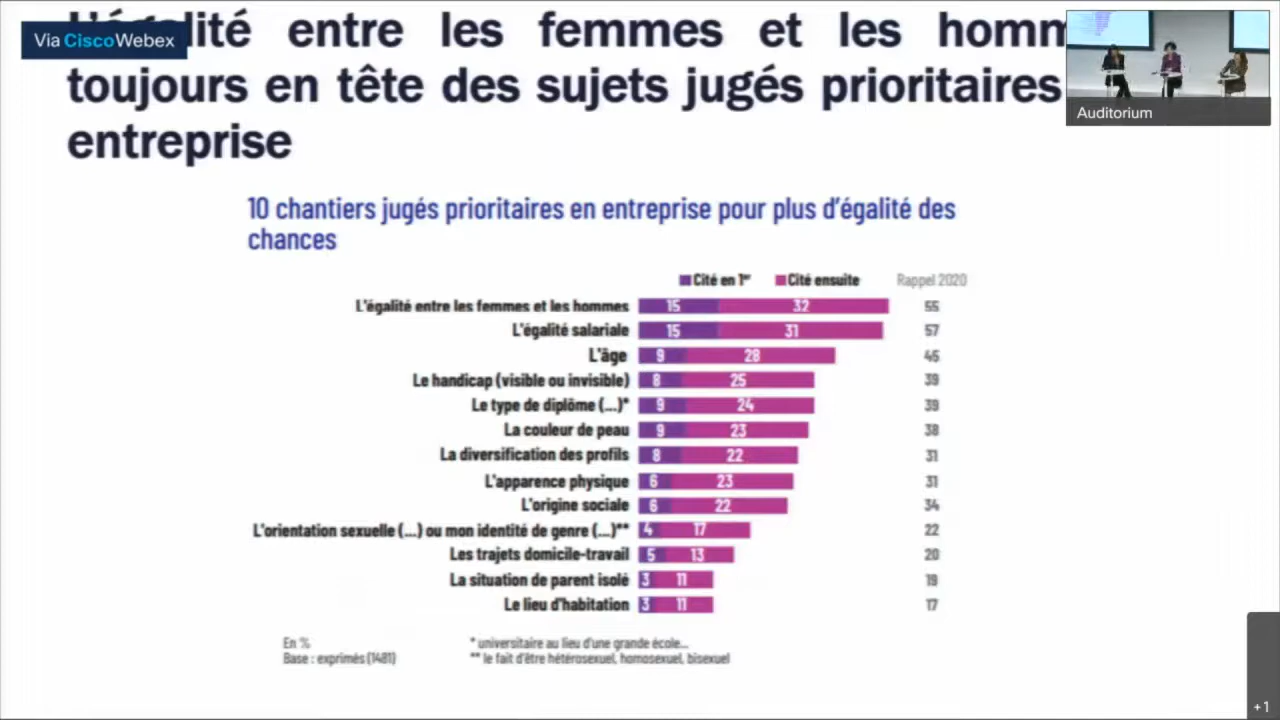 Via Cisco Webex
entre les femmes et les
toujours en tête des sujets jugés prioritaires
entreprise
Auditorium
10 chantiers jugés prioritaires en entreprise pour plus d'égalité des
chances
Cité en 1er Cité ensuite Rappel 2020
L'égalité entre les femmes et les hommes 15 32 55
L'égalité salariale 15 31 57
L'âge 9 28 45
Le handicap (visible ou invisible) 8 25 39
Le type de diplôme (...)* 9 24 39
La couleur de peau 9 23 38
La diversification des profils 8 22 31
L'apparence physique 6 23 31
L'origine sociale 6 22 34
L'orientation sexuelle (...) ou mon identité de genre (...)** 4 17 22
Les trajets domicile-travail 5 13 20
La situation de parent isolé 3 11 19
Le lieu d'habitation 3 11 17
En % * universitaire au lieu d'une grande école...
Base : exprimés (1481) ** le fait d'être hétérosexuel, homosexuel, bisexuel
+1